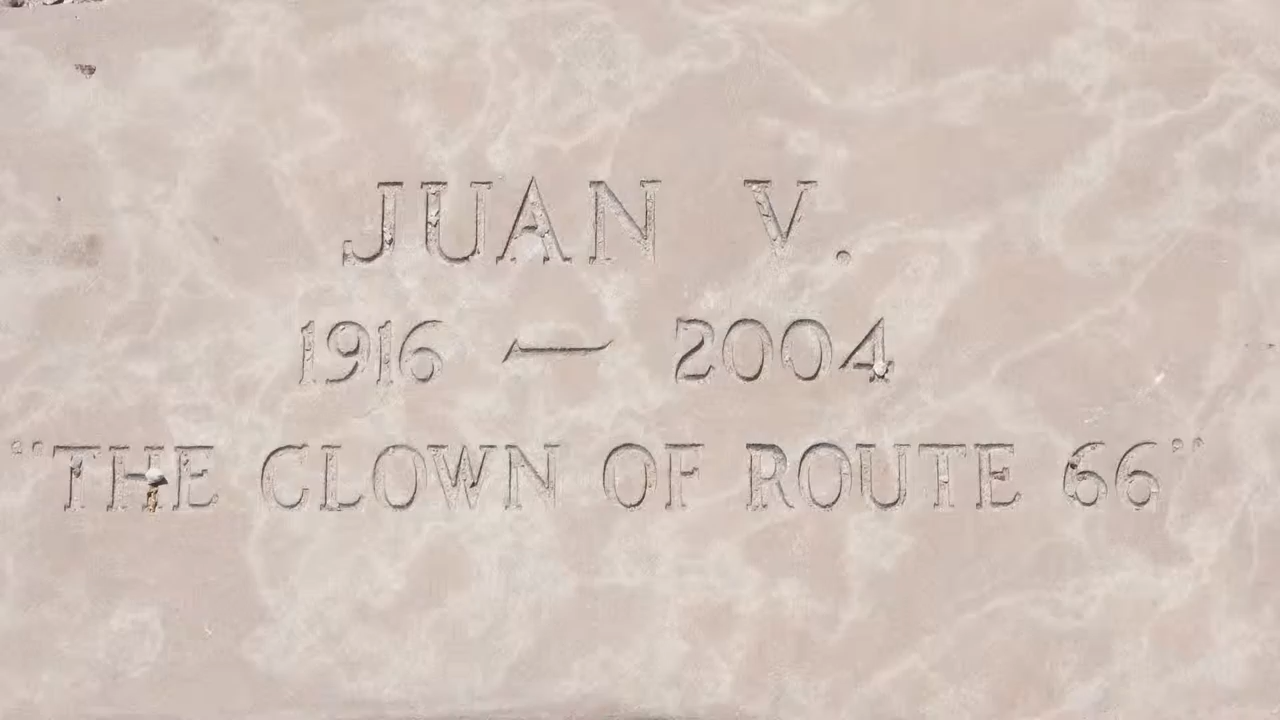 JUAN V.
1916 — 2004
"THE CLOWN OF ROUTE 66"